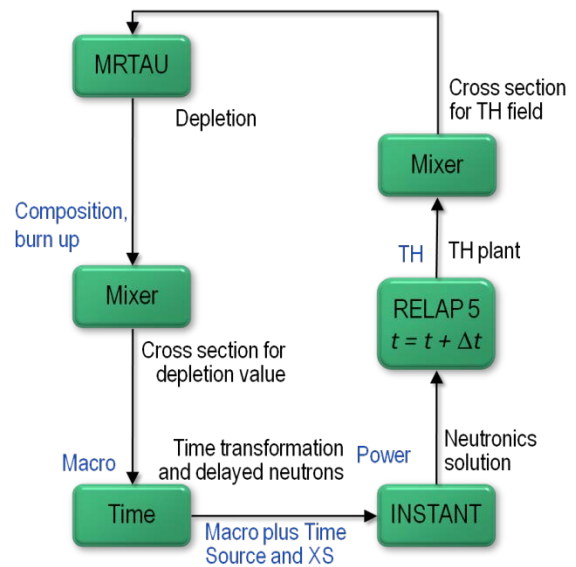 MRTAU
Depletion
Cross section
for TH field
Mixer
Composition,
burn up
TH
TH plant
Mixer
RELAP 5
t = t + Δt
Cross section for
depletion value
Macro
Time transformation
and delayed neutrons
Power
Neutronics
solution
Time
INSTANT
Macro plus Time
Source and XS